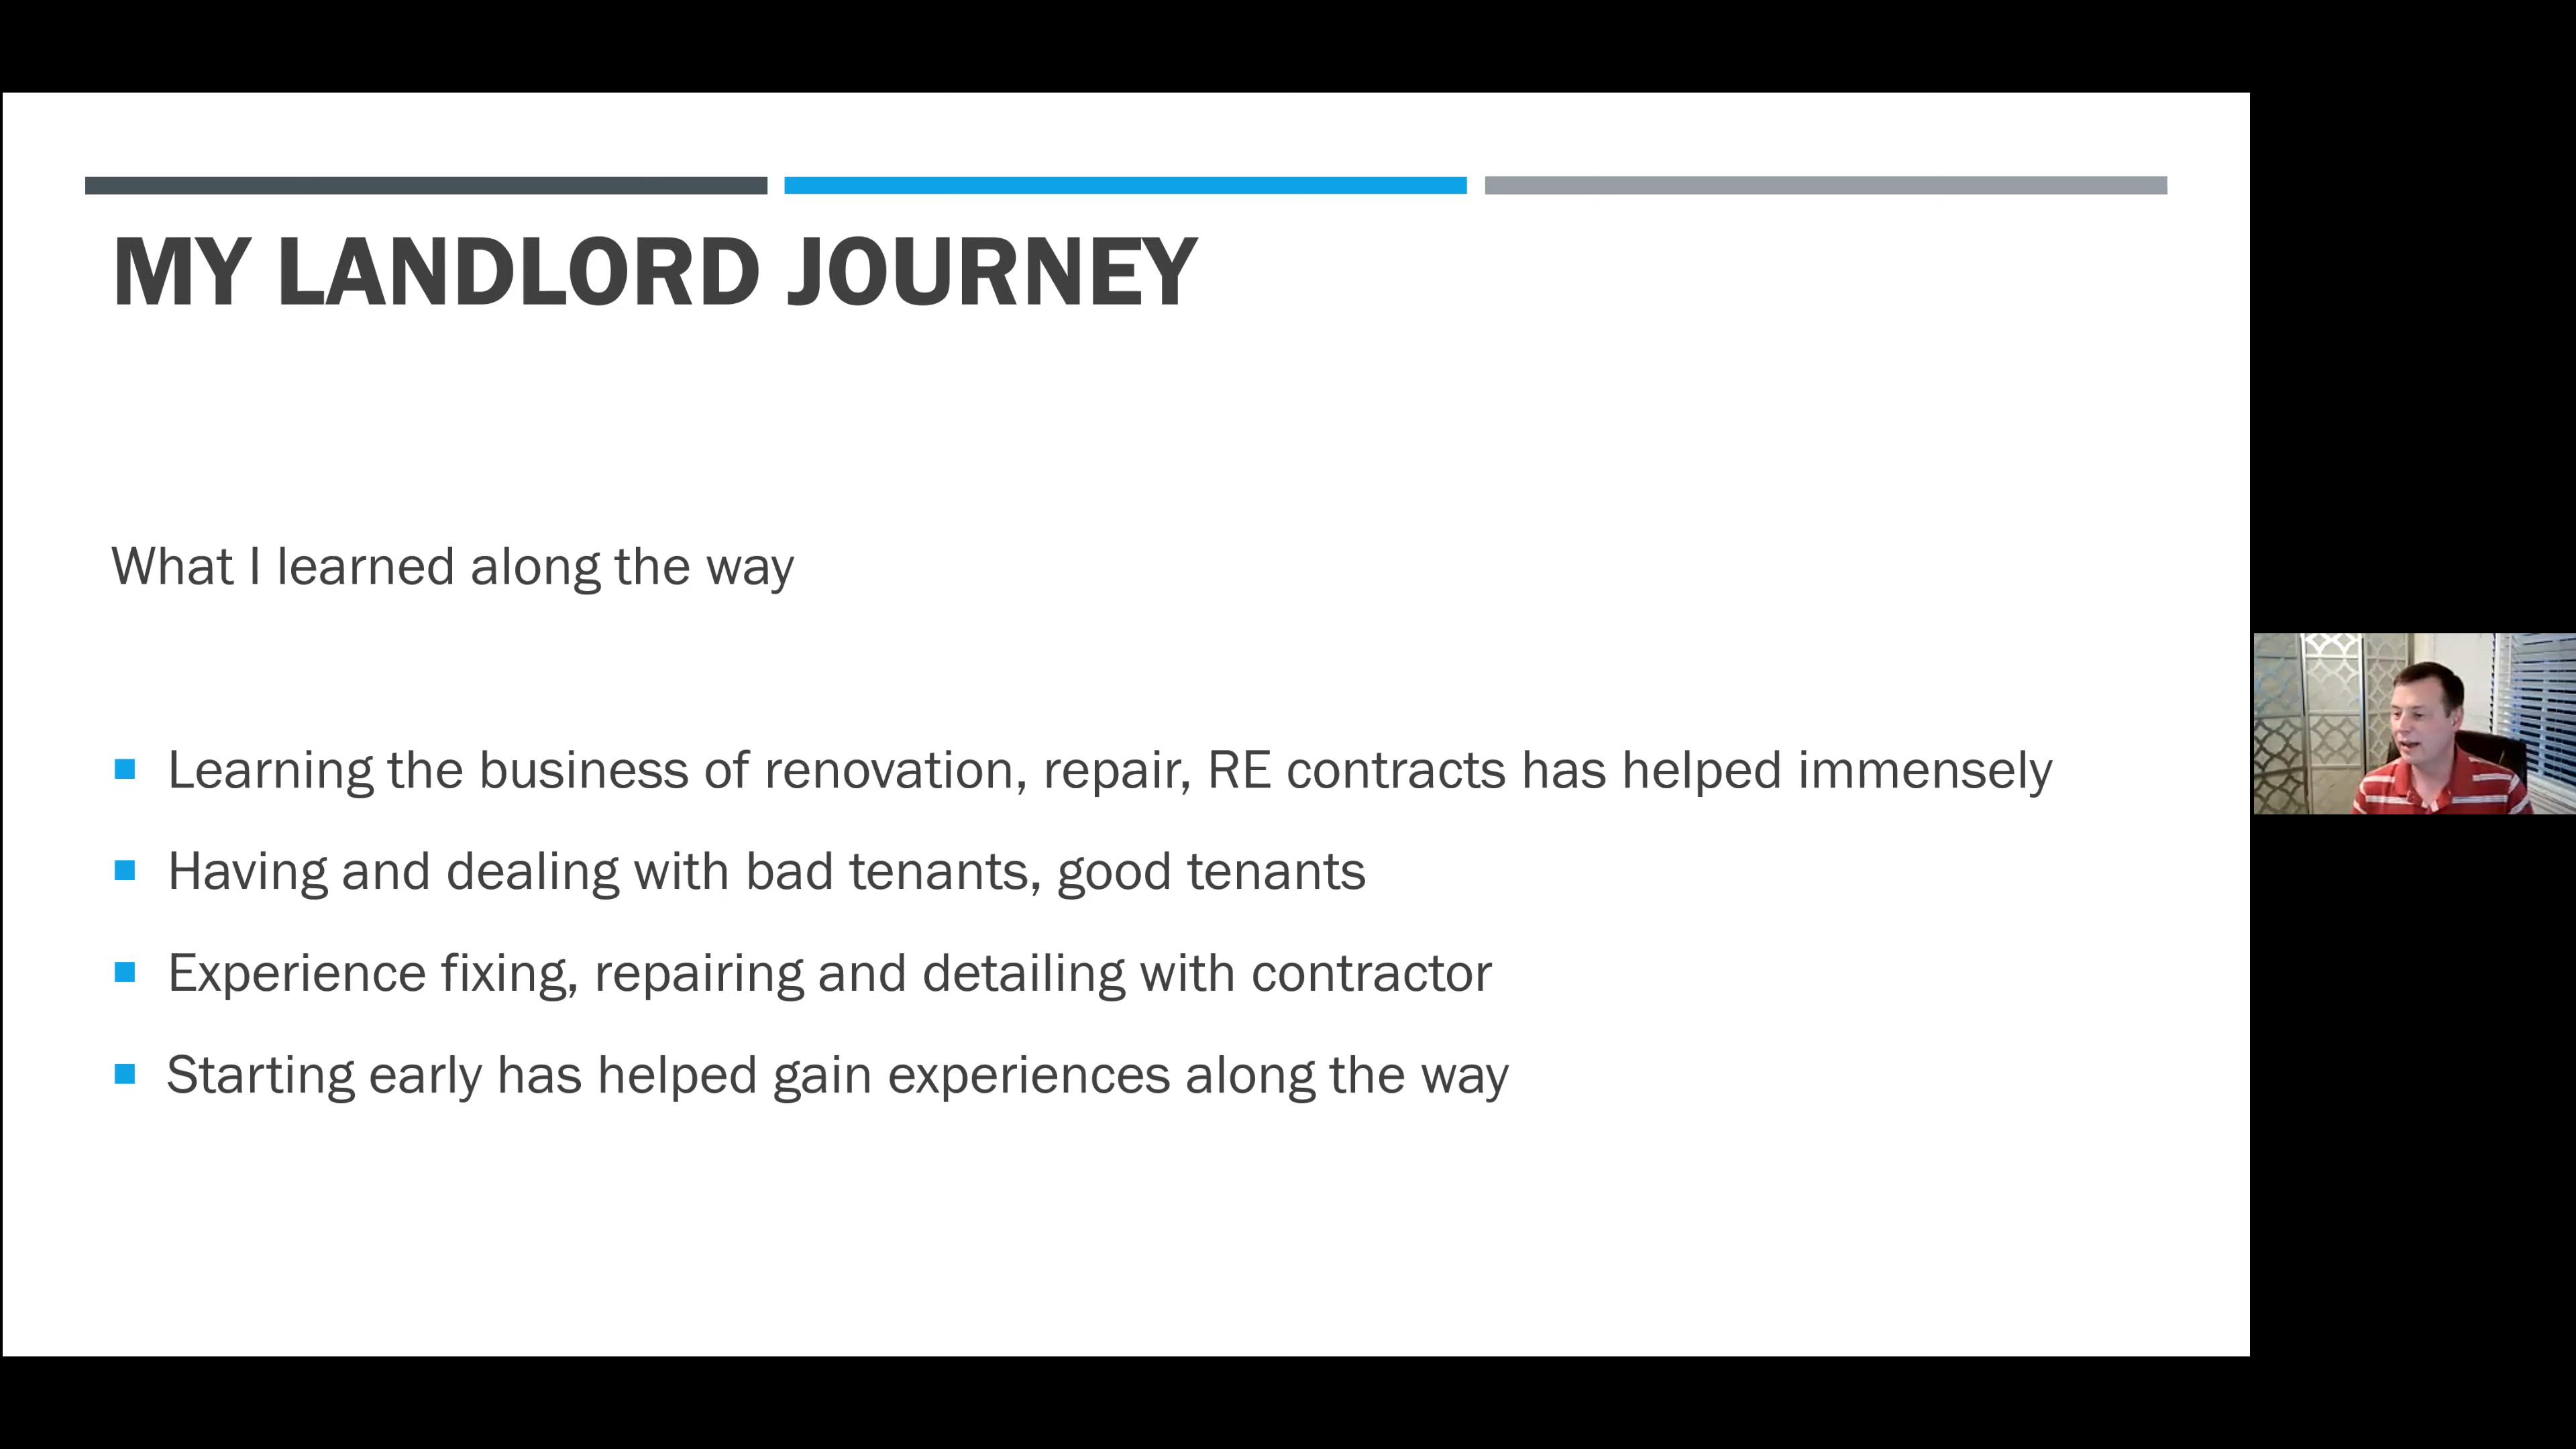 MY LANDLORD JOURNEY
What I learned along the way
Learning the business of renovation, repair, RE contracts has helped immensely
Having and dealing with bad tenants, good tenants
Experience fixing, repairing and detailing with contractor
Starting early has helped gain experiences along the way